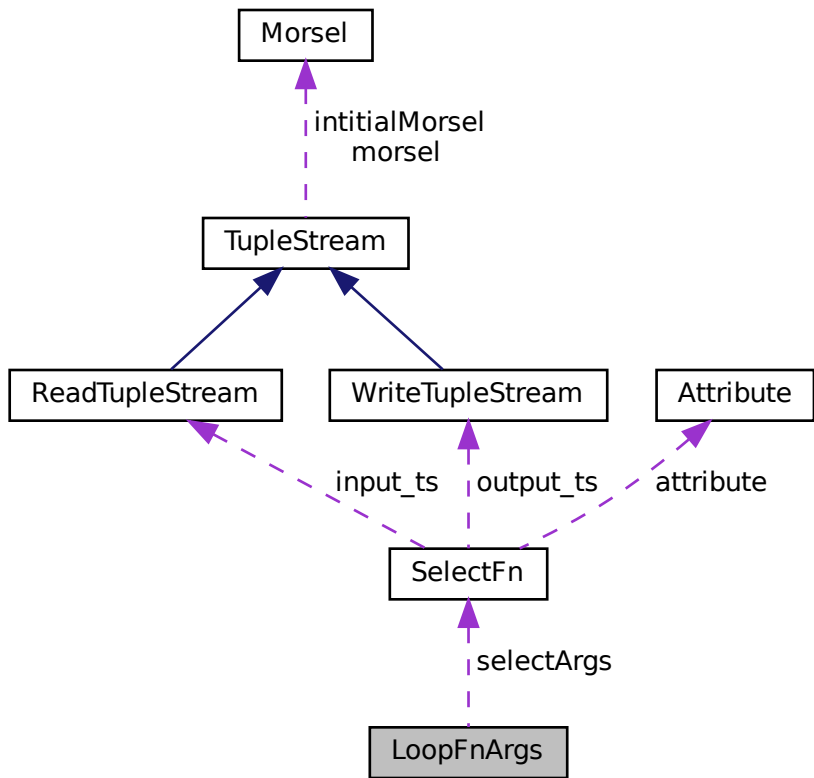 Morsel
intitialMorsel
morsel
TupleStream
ReadTupleStream
WriteTupleStream
Attribute
input_ts
output_ts
attribute
SelectFn
selectArgs
LoopFnArgs